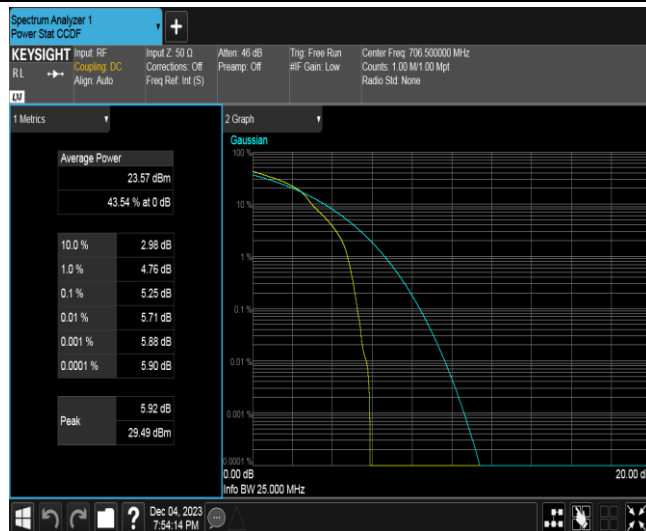 Spectrum Analyzer 1
Power Stat CCDF
+
KEYSIGHT
RL
Input: RF
Coupling: DC
Align: Auto
Input Z: 50 Ω
Corrections: Off
Freq Ref: Int (S)
Atten: 46 dB
Preamp: Off
Trig: Free Run
#IF Gain: Low
Center Freq: 706.500000 MHz
Counts: 1.00 M/1.00 Mpt
Radio Std: None
1 Metrics
Average Power
23.57 dBm
43.54 % at 0 dB
10.0 % 2.98 dB
1.0 % 4.76 dB
0.1 % 5.25 dB
0.01 % 5.71 dB
0.001 % 5.88 dB
0.0001 % 5.90 dB
Peak
5.92 dB
29.49 dBm
2 Graph
Gaussian
100 %
10 %
1 %
0.1 %
0.01 %
0.001 %
0.0001 %
0.00 dB
20.00 d
Info BW 25.000 MHz
?
Dec 04, 2023
7:54:14 PM